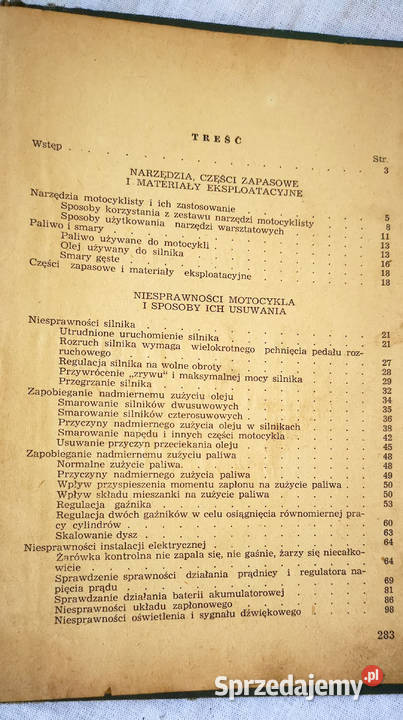 TREŚĆ
Str.
Wstęp . . . . . . . . . . . 3
NARZĘDZIA, CZĘŚCI ZAPASOWE
I MATERIAŁY EKSPLOATACYJNE
Narzędzia motocyklisty i ich zastosowanie
Sposoby korzystania z zestawu narzędzi motocyklisty . 5
Sposoby użytkowania narzędzi warsztatowych . . . 8
Paliwo i smary . . . . . . . . . 11
Paliwo używane do motocykli . . . . . . 13
Olej używany do silnika . . . . . . . 13
Smary gęste . . . . . . . . . 16
Części zapasowe i materiały eksploatacyjne . . . . 18
18
NIESPRAWNOŚCI MOTOCYKLA
I SPOSOBY ICH USUWANIA
Niesprawności silnika . . . . . . . . 21
Utrudnione uruchomienie silnika . . . . . 21
Rozruch silnika wymaga wielokrotnego pchnięcia pedału roz-
ruchowego . . . . . . . . . 27
Regulacja silnika na wolne obroty . . . . . 28
Przywrócenie „zrywu" i maksymalnej mocy silnika . . 29
Przegrzanie silnika . . . . . . . . 32
Zapobieganie nadmiernemu zużyciu oleju . . . . 34
Smarowanie silników dwusuwowych . . . . . 35
Smarowanie silników czterosuwowych . . . . 36
Przyczyny nadmiernego zużycia oleju w silnikach . . 38
Smarowanie napędu i innych części motocykla . . . 42
Usuwanie przyczyn przeciekania oleju . . . . 45
Zapobieganie nadmiernemu zużyciu paliwa . . . . 48
Normalne zużycie paliwa. . . . . . . 48
Przyczyny nadmiernego zużycia paliwa . . . . 49
Wpływ przyspieszenia momentu zapłonu na zużycie paliwa . 50
Wpływ składu mieszanki na zużycie paliwa . . . 50
Regulacja gaźnika . . . . . . . . 53
Regulacja dwóch gaźników w celu osiągnięcia równomiernej pra-
cy cylindrów . . . . . . . . . 60
Skalowanie dysz . . . . . . . . 63
Niesprawności instalacji elektrycznej . . . . . 64
Żarówka kontrolna nie zapala się, nie gaśnie, żarzy się niecałko-
wicie . . . . . . . . . . 64
Sprawdzenie sprawności działania prądnicy i regulatora na-
pięcia prądu . . . . . . . . . 69
Sprawdzanie działania baterii akumulatorowej . . . 81
Niesprawności układu zapłonowego . . . . . 86
Niesprawności oświetlenia i sygnału dźwiękowego . . 98
283
Sprzedajemy.pl